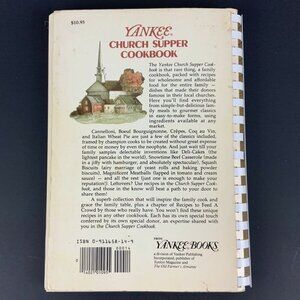 $10.95
YANKEE
CHURCH SUPPER
COOKBOOK
The Yankee Church Supper Cook-
book is that rare thing, a family
cookbook, packed with recipes
for wholesome and affordable
food for the entire family —
dishes that made their donors
famous in their local churches.
Here you'll find everything
from simple-but-delicious fam-
ily meals to gourmet classics
in easy-to-make forms, using
ingredients available at any
market.
Cannelloni, Boeuf Bourguignonne, Crêpes, Coq au Vin, and
Italian Wheat Pie are just a few of the classics included,
framed by champion cooks to be created without great expense
of time or money by even the neophyte. And just wait till your
family samples delectable inventions like Deli-Cakes (the
lightest pancake in the world), Snowtime Beef Casserole (made
in a jiffy with hamburger, and absolutely spectacular), Squash
Biscuits (airy marriage of yeast rolls and baking powder
biscuits), Magnificent Meatballs (lapped in tomato and cream
sauce) — and all the rest (just one is enough to make your
reputation). Leftovers? Use recipes in the Church Supper Cook-
book, and those in the know will beat a path to your door to
share them!
A superb collection that will inspire the family cook and
grace the family table, plus a chapter of Recipes to Feed A
Crowd by those who really have. You won't find these unique
recipes in any other cookbook. Each has its own special touch
conferred by its own special donor, an expertise shared with
you in the Church Supper Cookbook.
ISBN 0-911658-14-9
FROM
YANKEE BOOKS
a division of Yankee Publishing
Incorporated, publisher of
Yankee Magazine and
The Old Farmer's Almanac